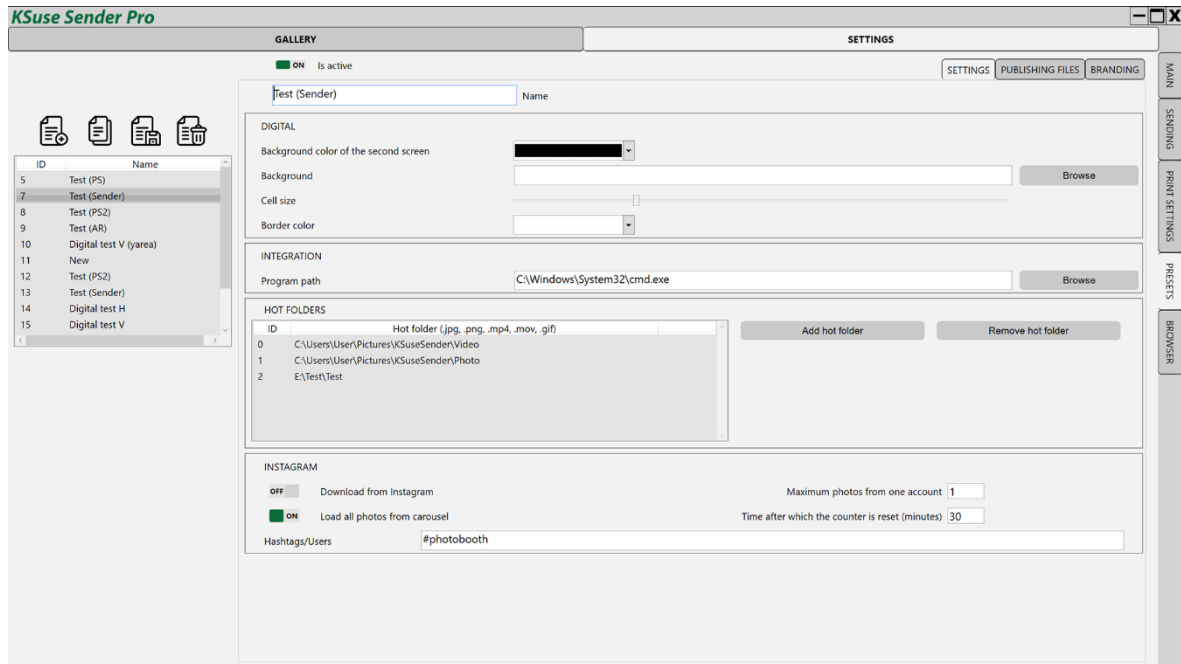 KSuse Sender Pro
GALLERY SETTINGS
ON Is active
SETTINGS PUBLISHING FILES BRANDING
Test (Sender) Name
ID Name
5 Test (PS)
7 Test (Sender)
8 Test (PS2)
9 Test (AR)
10 Digital test V (yarea)
11 New
12 Test (PS2)
13 Test (Sender)
14 Digital test H
15 Digital test V
DIGITAL
Background color of the second screen
Background Browse
Cell size
Border color
INTEGRATION
Program path C:\Windows\System32\cmd.exe Browse
HOT FOLDERS
ID Hot folder (.jpg, .png, .mp4, .mov, .gif) Add hot folder Remove hot folder
0 C:\Users\User\Pictures\KSuseSender\Video
1 C:\Users\User\Pictures\KSuseSender\Photo
2 E:\Test\Test
INSTAGRAM
OFF Download from Instagram Maximum photos from one account 1
ON Load all photos from carousel Time after which the counter is reset (minutes) 30
Hashtags/Users #photobooth
MAIN
SENDING
PRINT SETTINGS
PRESETS
BROWSER